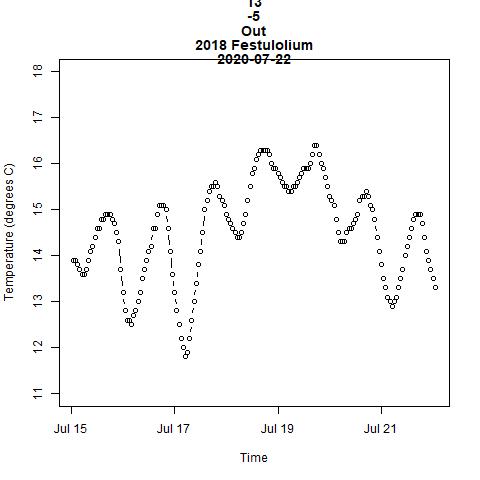 13
-5
Out
2018 Festulolium
2020-07-22
Temperature (degrees C)
18
17
16
15
14
13
12
11
Jul 15
Jul 17
Jul 19
Jul 21
Time